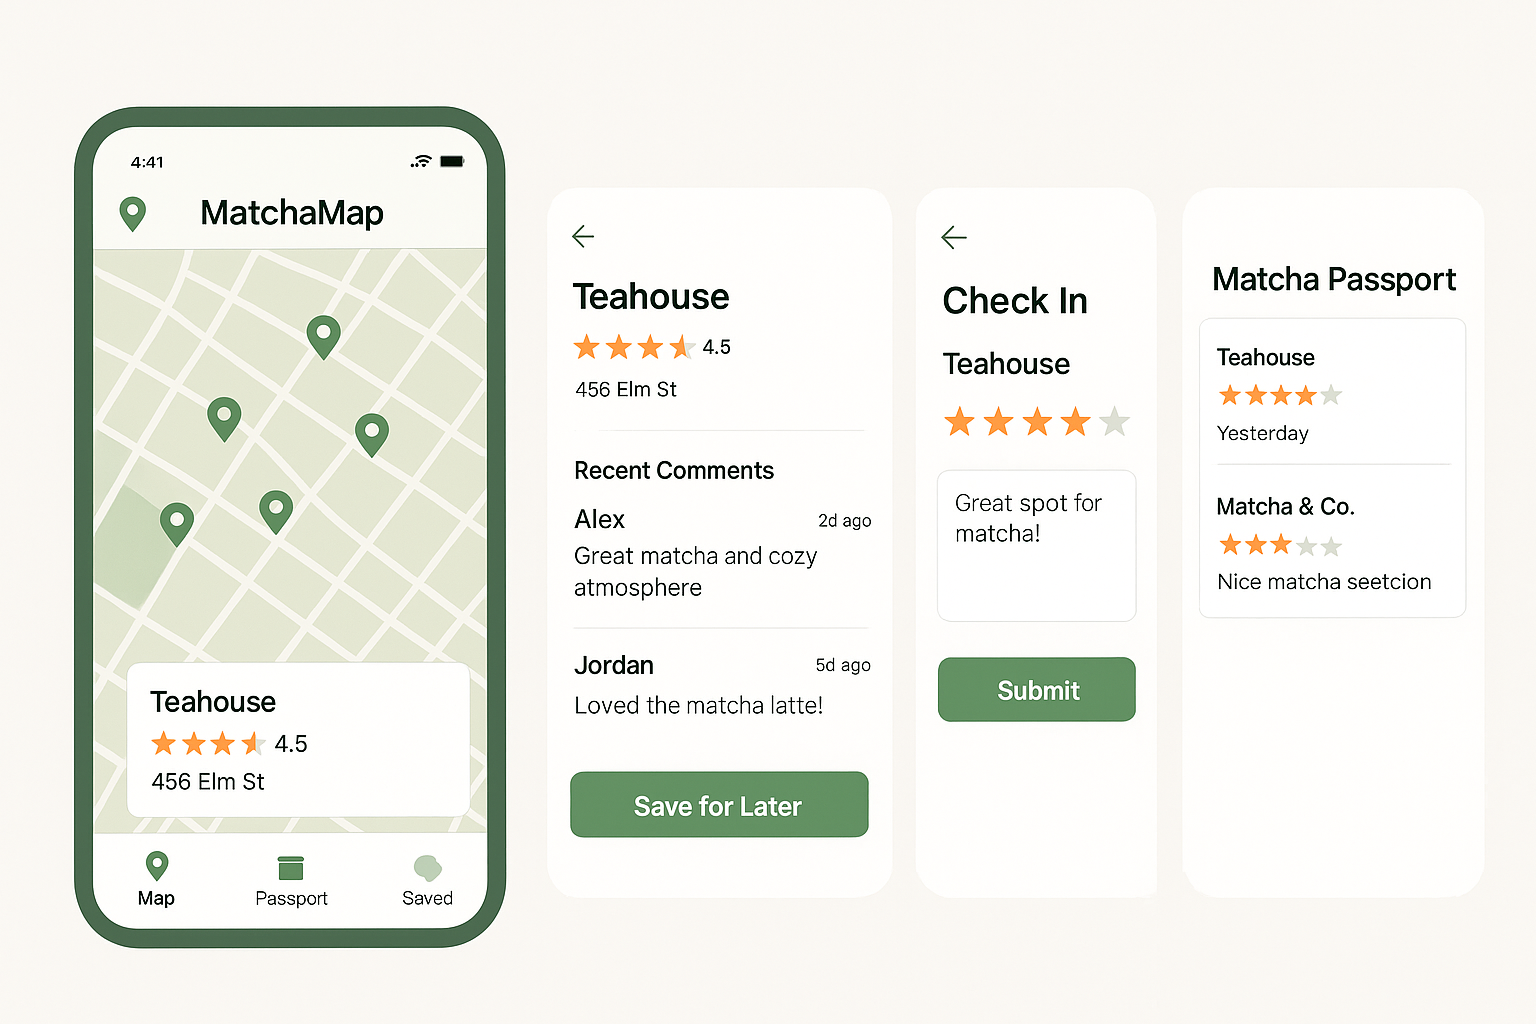 4:41
MatchaMap
Teahouse
4.5
456 Elm St
Map
Passport
Saved
Teahouse
4.5
456 Elm St
Recent Comments
Alex
2d ago
Great matcha and cozy
atmosphere
Jordan
5d ago
Loved the matcha latte!
Save for Later
Check In
Teahouse
Great spot for
matcha!
Submit
Matcha Passport
Teahouse
Yesterday
Matcha & Co.
Nice matcha seetcion